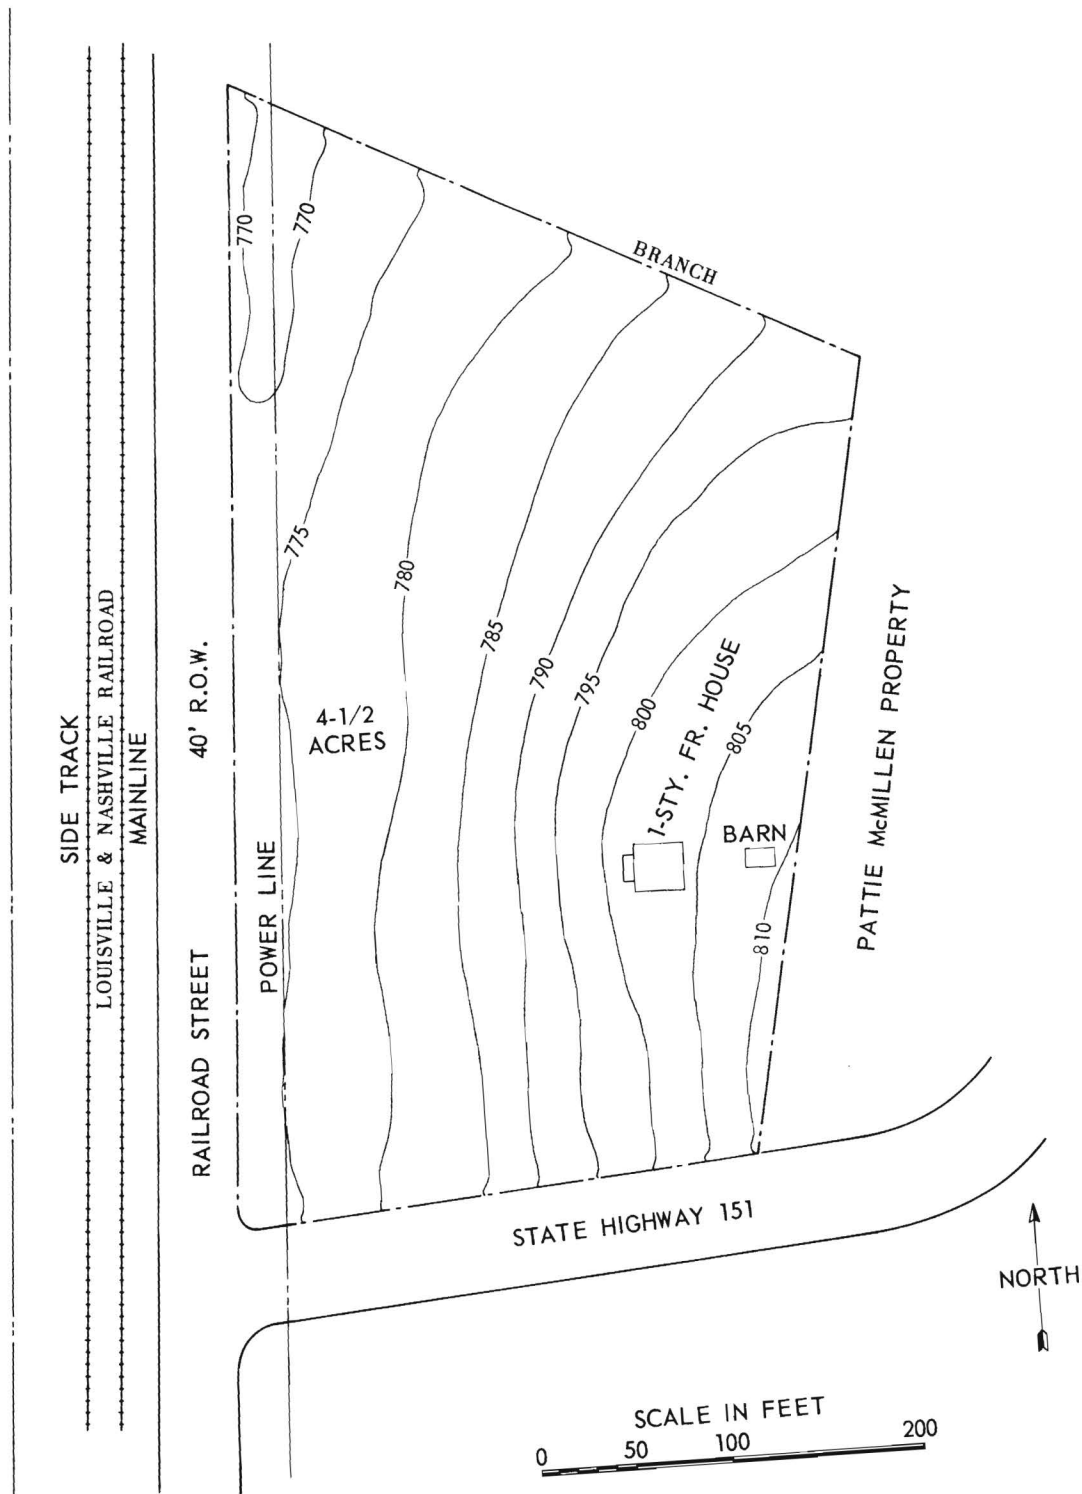 770
770
BRANCH
775
780
785
790
795
800
805
810
4-1/2
ACRES
1-STY. FR. HOUSE
BARN
PATTIE McMILLEN PROPERTY
SIDE TRACK
LOUISVILLE & NASHVILLE RAILROAD
MAINLINE
40' R.O.W.
RAILROAD STREET
POWER LINE
STATE HIGHWAY 151
NORTH
SCALE IN FEET
0 50 100 200